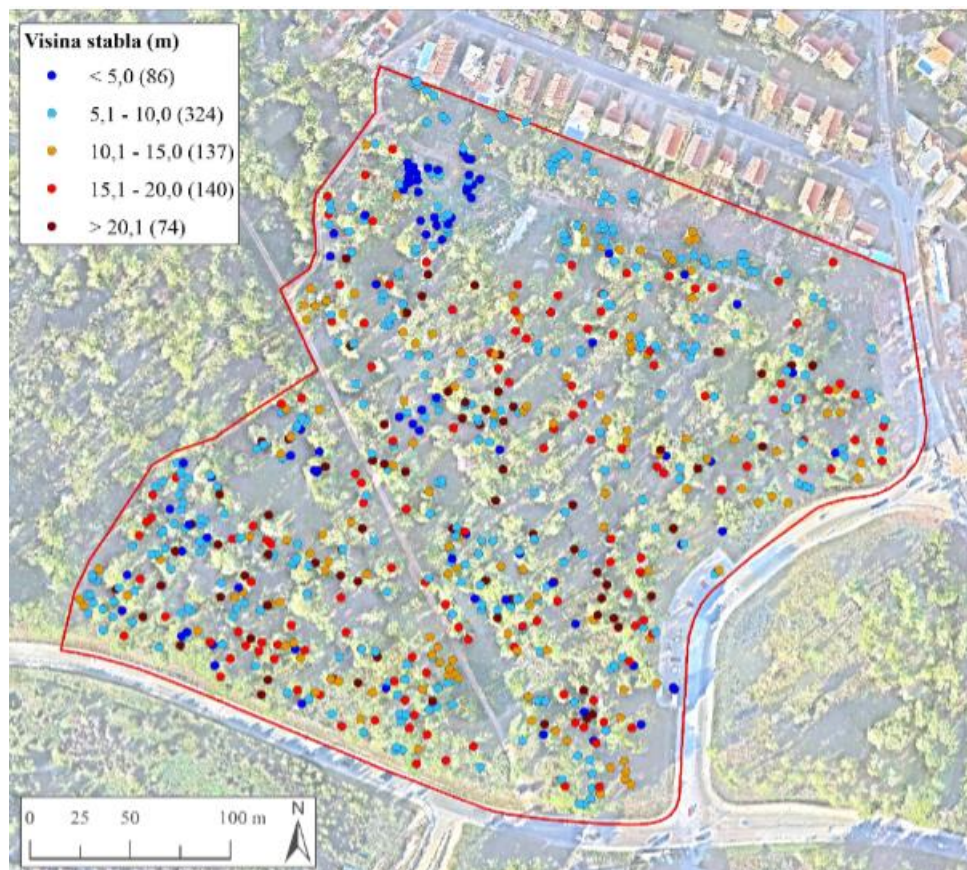 Visina stabla (m)
< 5,0 (86)
5,1 - 10,0 (324)
10,1 - 15,0 (137)
15,1 - 20,0 (140)
> 20,1 (74)
N
0 25 50 100 m